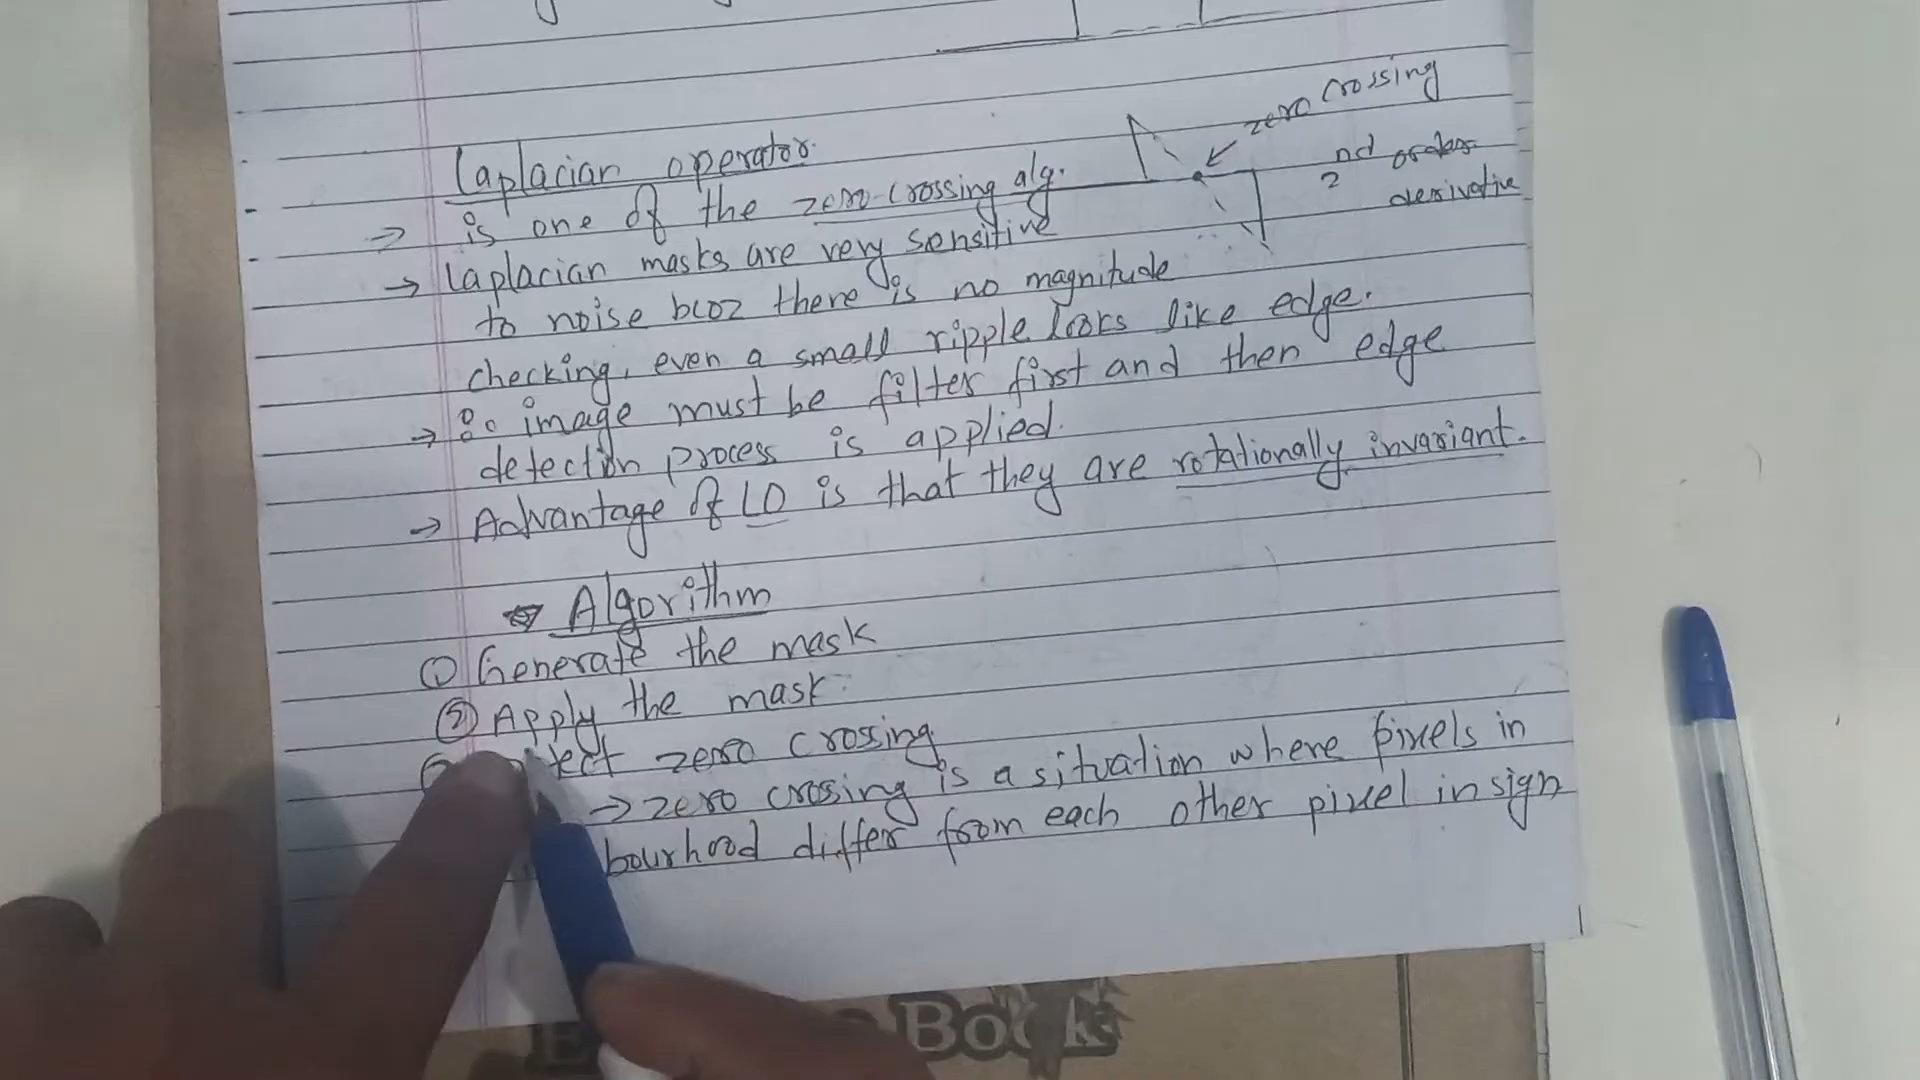 zero crossing
2nd order
derivative
Laplacian operator.
→ is one of the zero-crossing alg.
→ Laplacian masks are very sensitive
to noise bcoz there is no magnitude
checking, even a small ripple looks like edge.
→ ∴ image must be filter first and then edge
detection process is applied.
→ Advantage of LO is that they are rotationally invariant.
Algorithm
① Generate the mask
② Apply the mask.
zero crossing
→ zero crossing is a situation where pixels in
bourhood differ from each other pixel in sign
Book